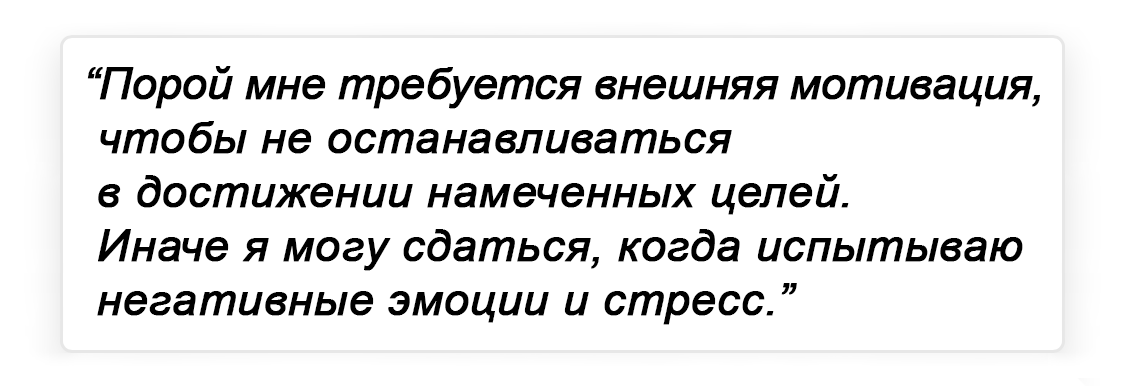 “Порой мне требуется внешняя мотивация,
чтобы не останавливаться
в достижении намеченных целей.
Иначе я могу сдаться, когда испытываю
негативные эмоции и стресс.”